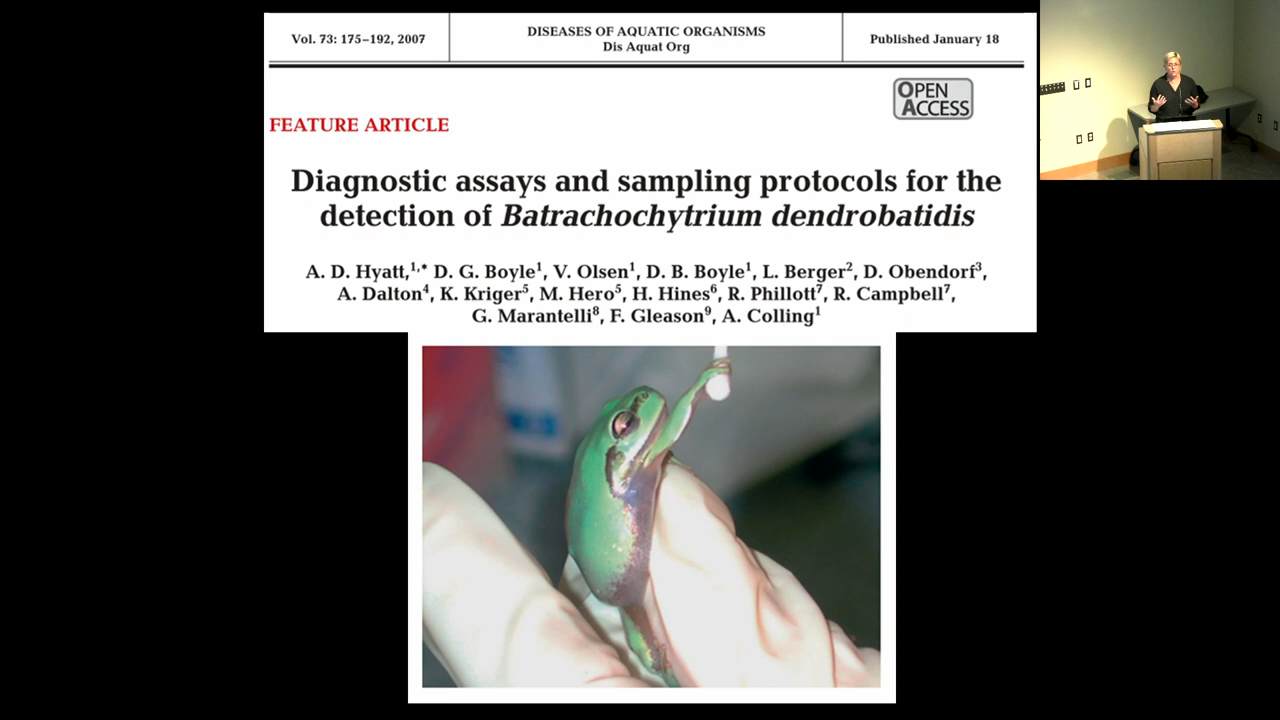 Vol. 73: 175–192, 2007
DISEASES OF AQUATIC ORGANISMS
Dis Aquat Org
Published January 18
OPEN
ACCESS
FEATURE ARTICLE
Diagnostic assays and sampling protocols for the
detection of Batrachochytrium dendrobatidis
A. D. Hyatt,1,* D. G. Boyle1, V. Olsen1, D. B. Boyle1, L. Berger2, D. Obendorf3,
A. Dalton4, K. Kriger5, M. Hero5, H. Hines6, R. Phillott7, R. Campbell7,
G. Marantelli8, F. Gleason9, A. Colling1